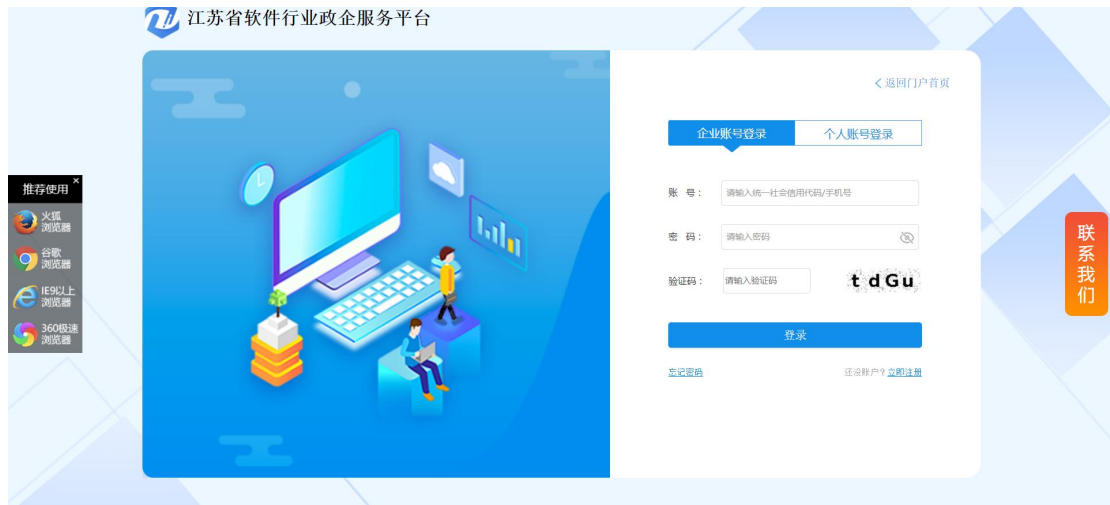 江苏省软件行业政企服务平台
<返回门户首页
企业账号登录 个人账号登录
账 号： 请输入统一社会信用代码/手机号
密 码： 请输入密码
验证码： 请输入验证码 tdGu
登录
忘记密码 还没账户？立即注册
推荐使用 ×
火狐
浏览器
谷歌
浏览器
IE9以上
浏览器
360极速
浏览器
联系我们